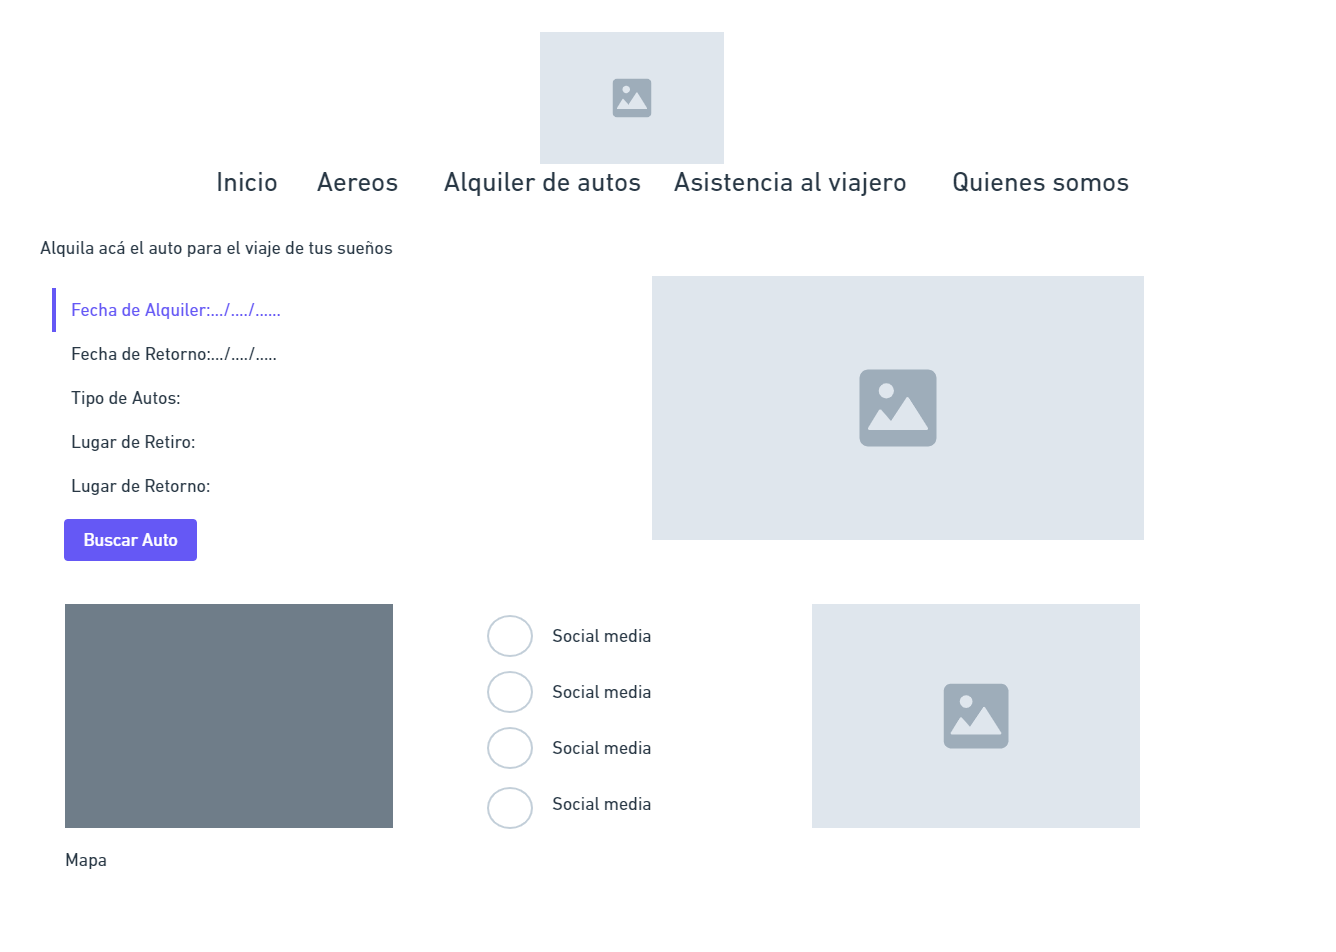 Inicio Aereos Alquiler de autos Asistencia al viajero Quienes somos
Alquila acá el auto para el viaje de tus sueños
Fecha de Alquiler:.../..../......
Fecha de Retorno:.../..../.....
Tipo de Autos:
Lugar de Retiro:
Lugar de Retorno:
Buscar Auto
Social media
Social media
Social media
Social media
Mapa